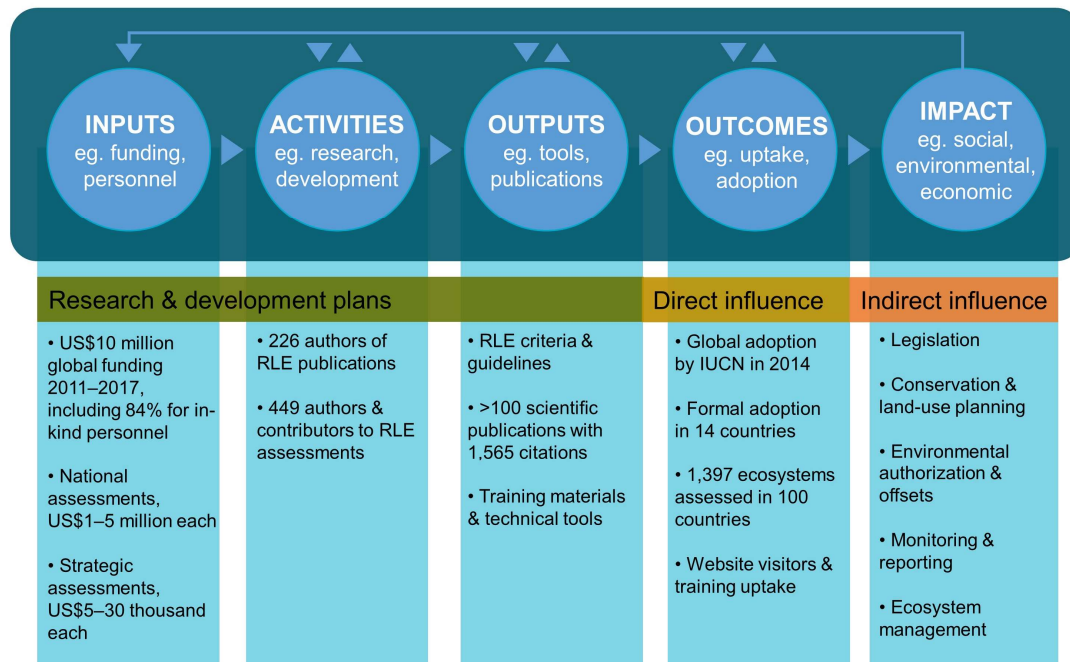 INPUTS
eg. funding,
personnel
ACTIVITIES
eg. research,
development
OUTPUTS
eg. tools,
publications
OUTCOMES
eg. uptake,
adoption
IMPACT
eg. social,
environmental,
economic
Research & development plans
Direct influence
Indirect influence
• US$10 million
global funding
2011–2017,
including 84% for in-
kind personnel
• National
assessments,
US$1–5 million each
• Strategic
assessments,
US$5–30 thousand
each
• 226 authors of
RLE publications
• 449 authors &
contributors to RLE
assessments
• RLE criteria &
guidelines
• >100 scientific
publications with
1,565 citations
• Training materials
& technical tools
• Global adoption
by IUCN in 2014
• Formal adoption
in 14 countries
• 1,397 ecosystems
assessed in 100
countries
• Website visitors &
training uptake
• Legislation
• Conservation &
land-use planning
• Environmental
authorization &
offsets
• Monitoring &
reporting
• Ecosystem
management